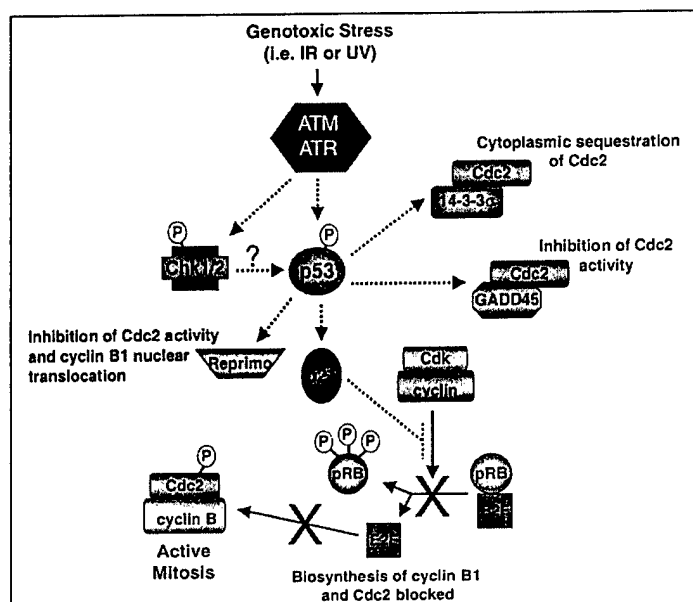 Genotoxic Stress
(i.e. IR or UV)
ATM
ATR
Cytoplasmic sequestration
of Cdc2
Cdc2
14-3-3σ
P
Chk1/2
?
P
p53
Inhibition of Cdc2
activity
Cdc2
GADD45
Inhibition of Cdc2 activity
and cyclin B1 nuclear
translocation
Reprimo
Cdk
cyclin
P
P
P
pRB
X
pRB
P
Cdc2
cyclin B
Active
Mitosis
X
E2F
Biosynthesis of cyclin B1
and Cdc2 blocked